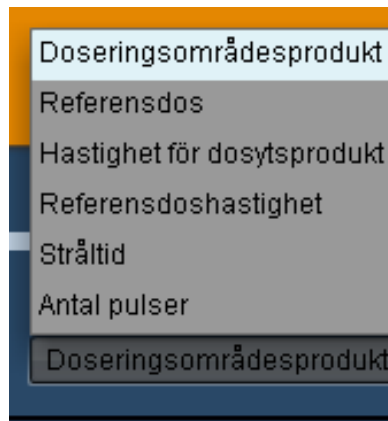 Doseringsområdesprodukt
Referensdos
Hastighet för dosytsprodukt
Referensdoshastighet
Stråltid
Antal pulser
Doseringsområdesprodukt